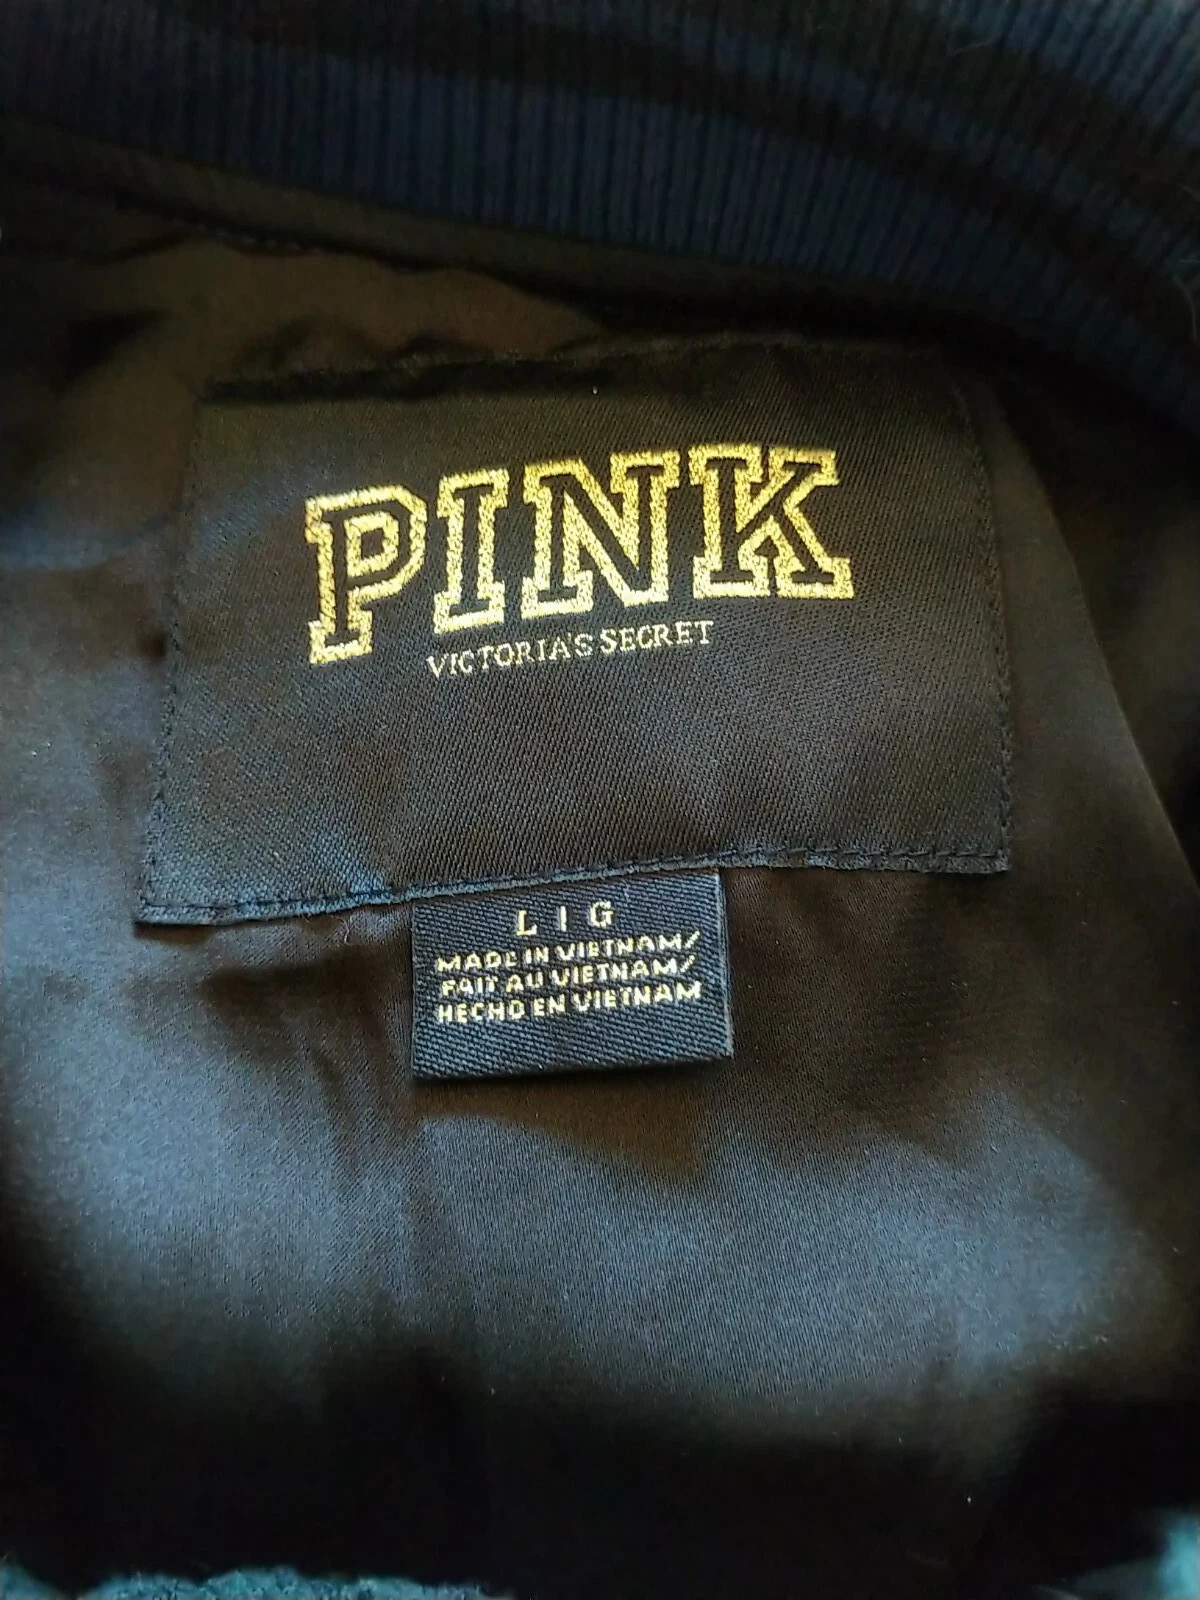 PINK
VICTORIA'S SECRET
L | G
MADE IN VIETNAM/
FAIT AU VIETNAM/
HECHO EN VIETNAM